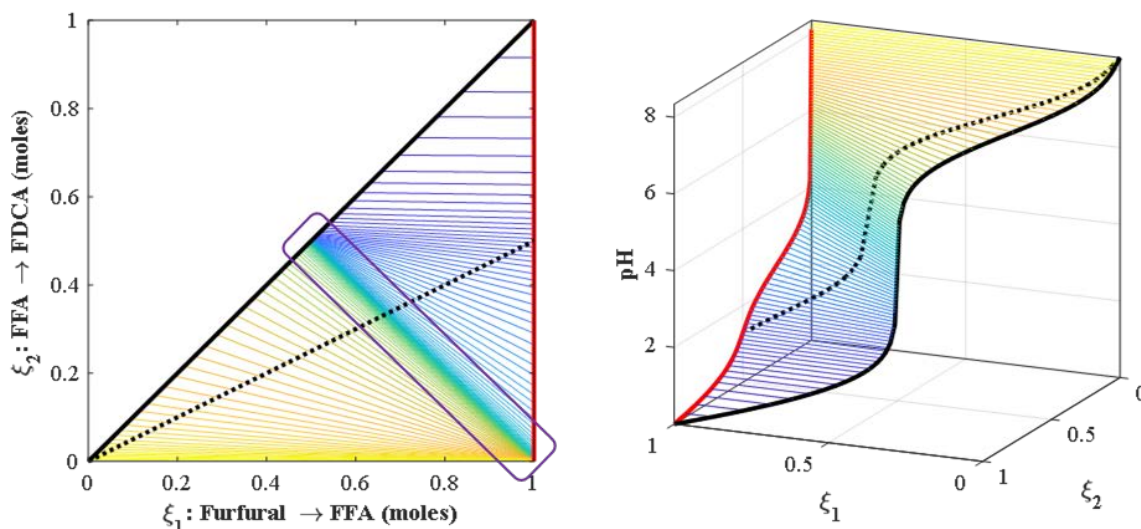 1
0.8
0.6
0.4
0.2
0
0 0.2 0.4 0.6 0.8 1
ξ2: FFA → FDCA (moles)
ξ1: Furfural → FFA (moles)
8
6
4
2
pH
1 0.5 0
ξ1
1 0.5 0
ξ2